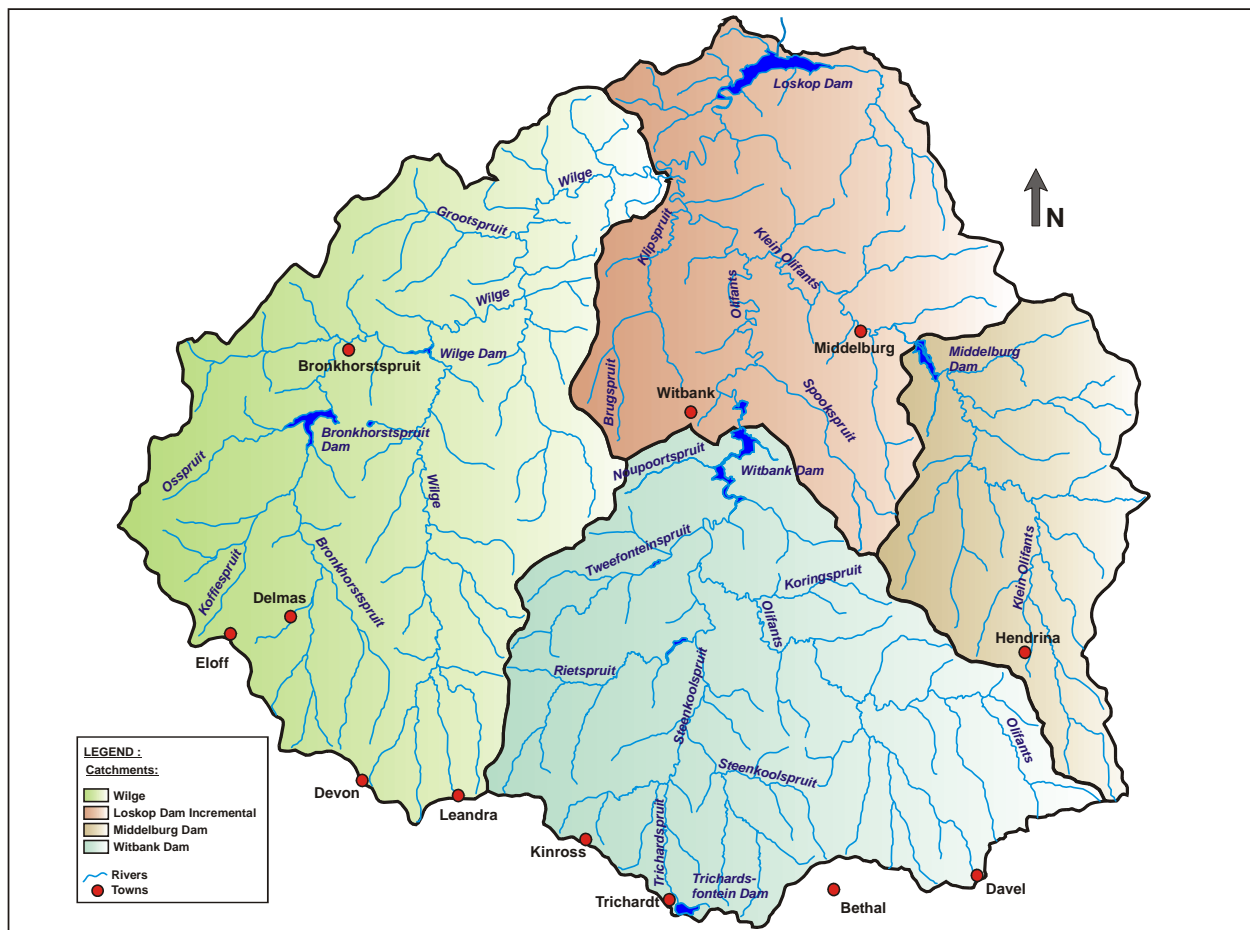 Loskop Dam
Wilge
Grootspruit
Klipspruit
Klein Olifants
N
Olifants
Wilge
Wilge Dam
Bronkhorstspruit
Middelburg
Middelburg
Dam
Brugspruit
Witbank
Spookspruit
Bronkhorstspruit
Dam
Osspruit
Noupoortspruit
Witbank Dam
Wilge
Tweefonteinspruit
Koringspruit
Klein Olifants
Koffiespruit
Delmas
Bronkhorstspruit
Olifants
Hendrina
Eloff
Rietspruit
Steenkoolspruit
Olifants
Steenkoolspruit
LEGEND :
Catchments:
Wilge
Loskop Dam Incremental
Middelburg Dam
Witbank Dam
Rivers
Towns
Devon
Leandra
Kinross
Trichardspruit
Trichardt
Trichards-
fontein Dam
Bethal
Davel